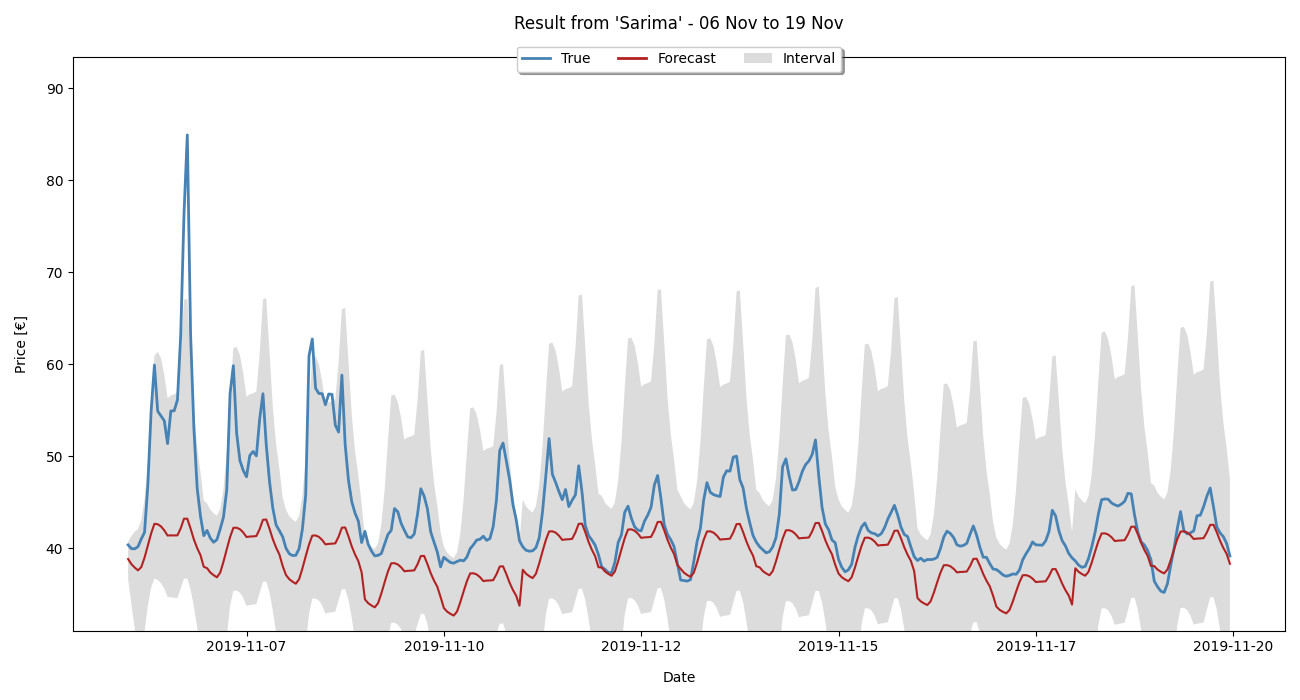 Result from 'Sarima' - 06 Nov to 19 Nov
True Forecast Interval
90
80
70
60
50
40
Price [€]
2019-11-07 2019-11-10 2019-11-12 2019-11-15 2019-11-17 2019-11-20
Date